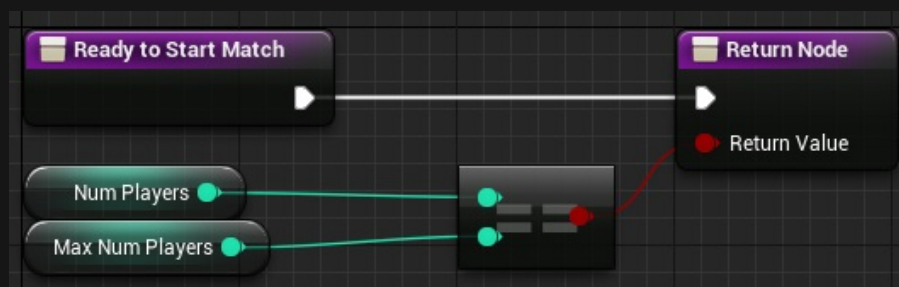 Ready to Start Match
Return Node
Return Value
Num Players
Max Num Players
==